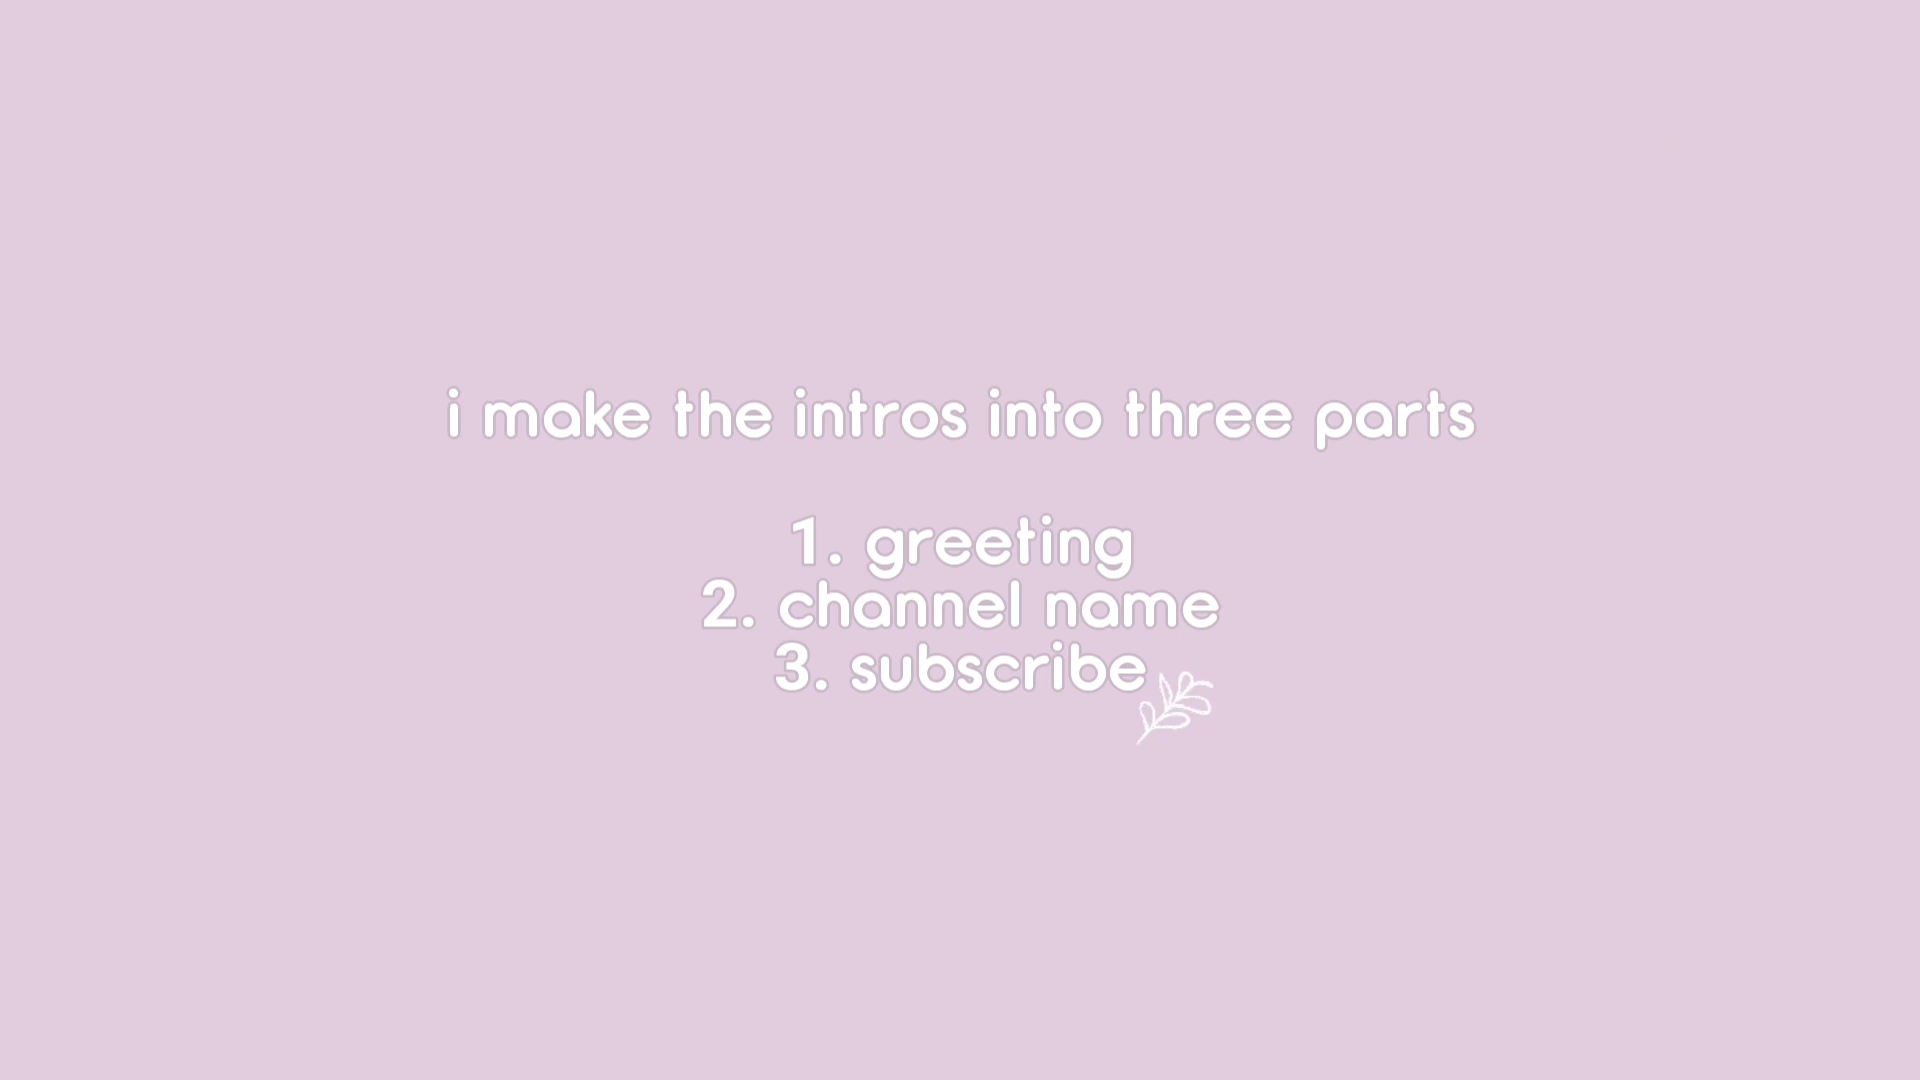 i make the intros into three parts
1. greeting
2. channel name
3. subscribe